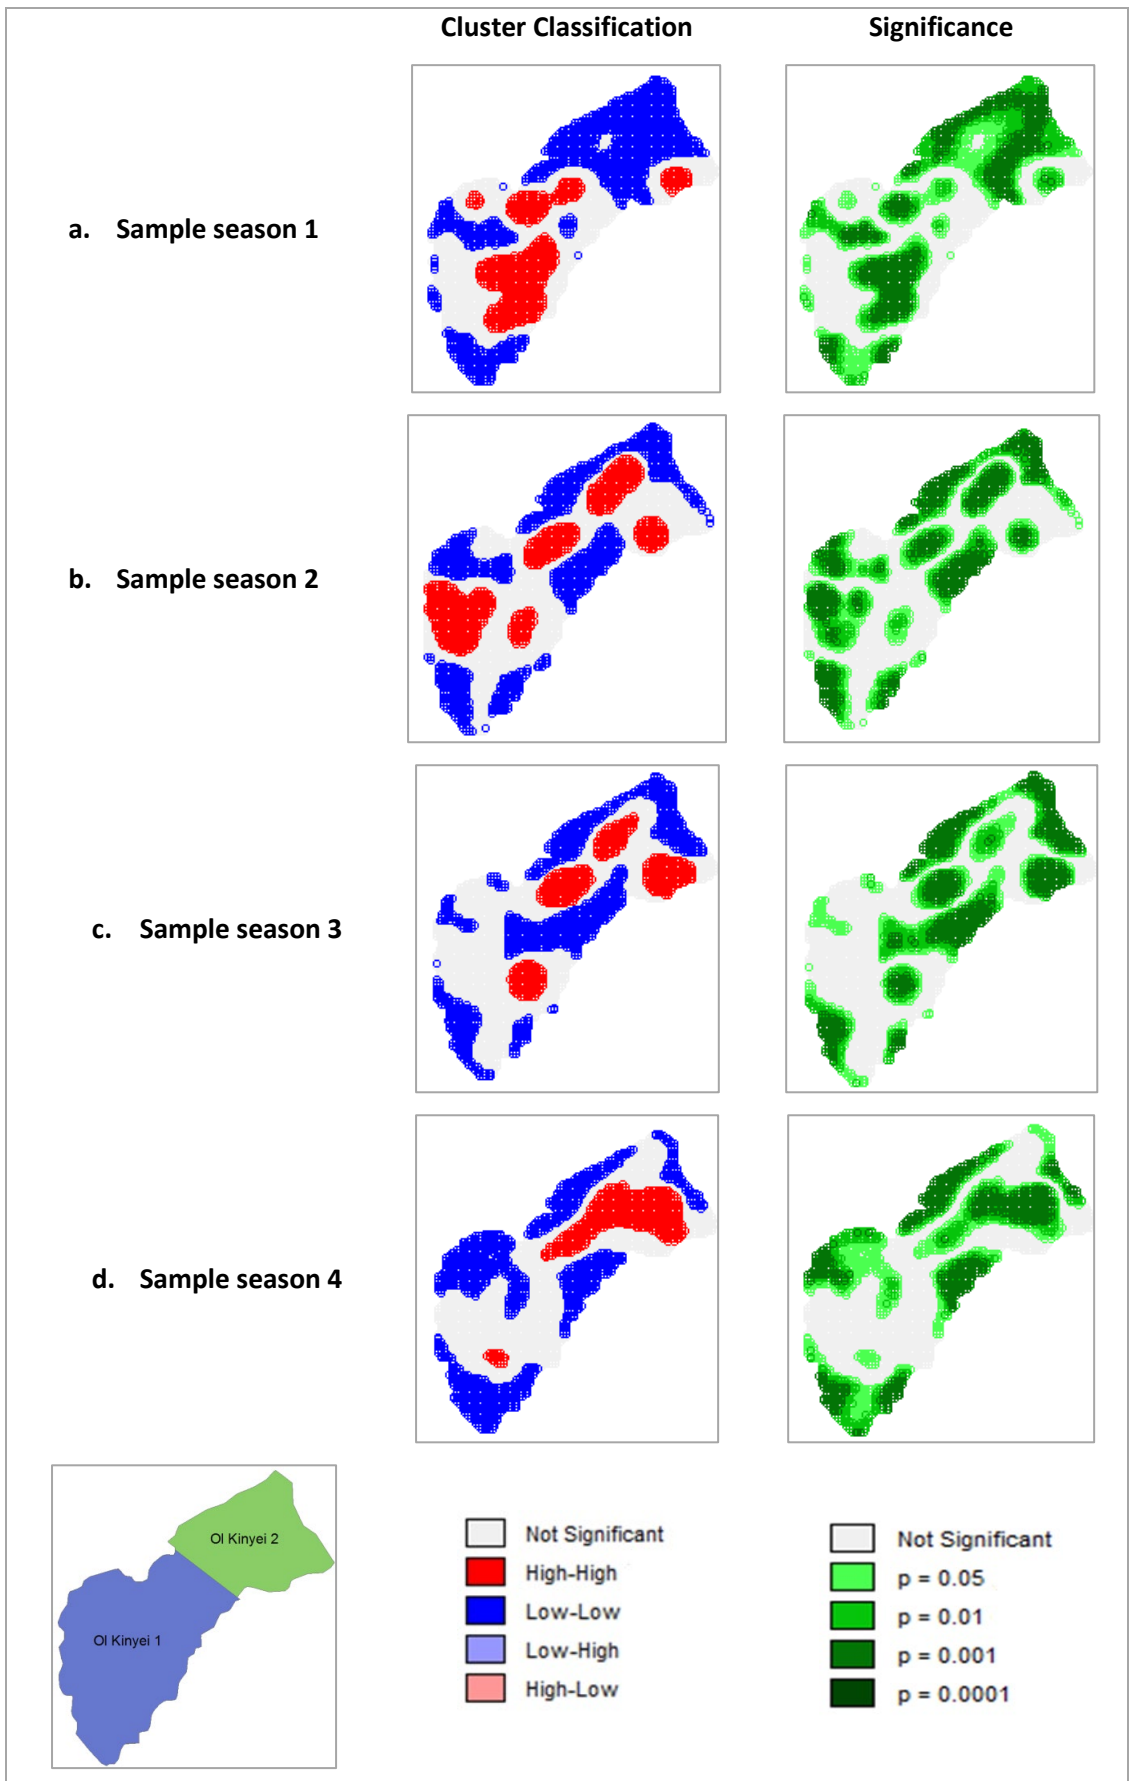 Cluster Classification
Significance
a. Sample season 1
b. Sample season 2
c. Sample season 3
d. Sample season 4
Ol Kinyei 2
Ol Kinyei 1
Not Significant
High-High
Low-Low
Low-High
High-Low
Not Significant
p = 0.05
p = 0.01
p = 0.001
p = 0.0001